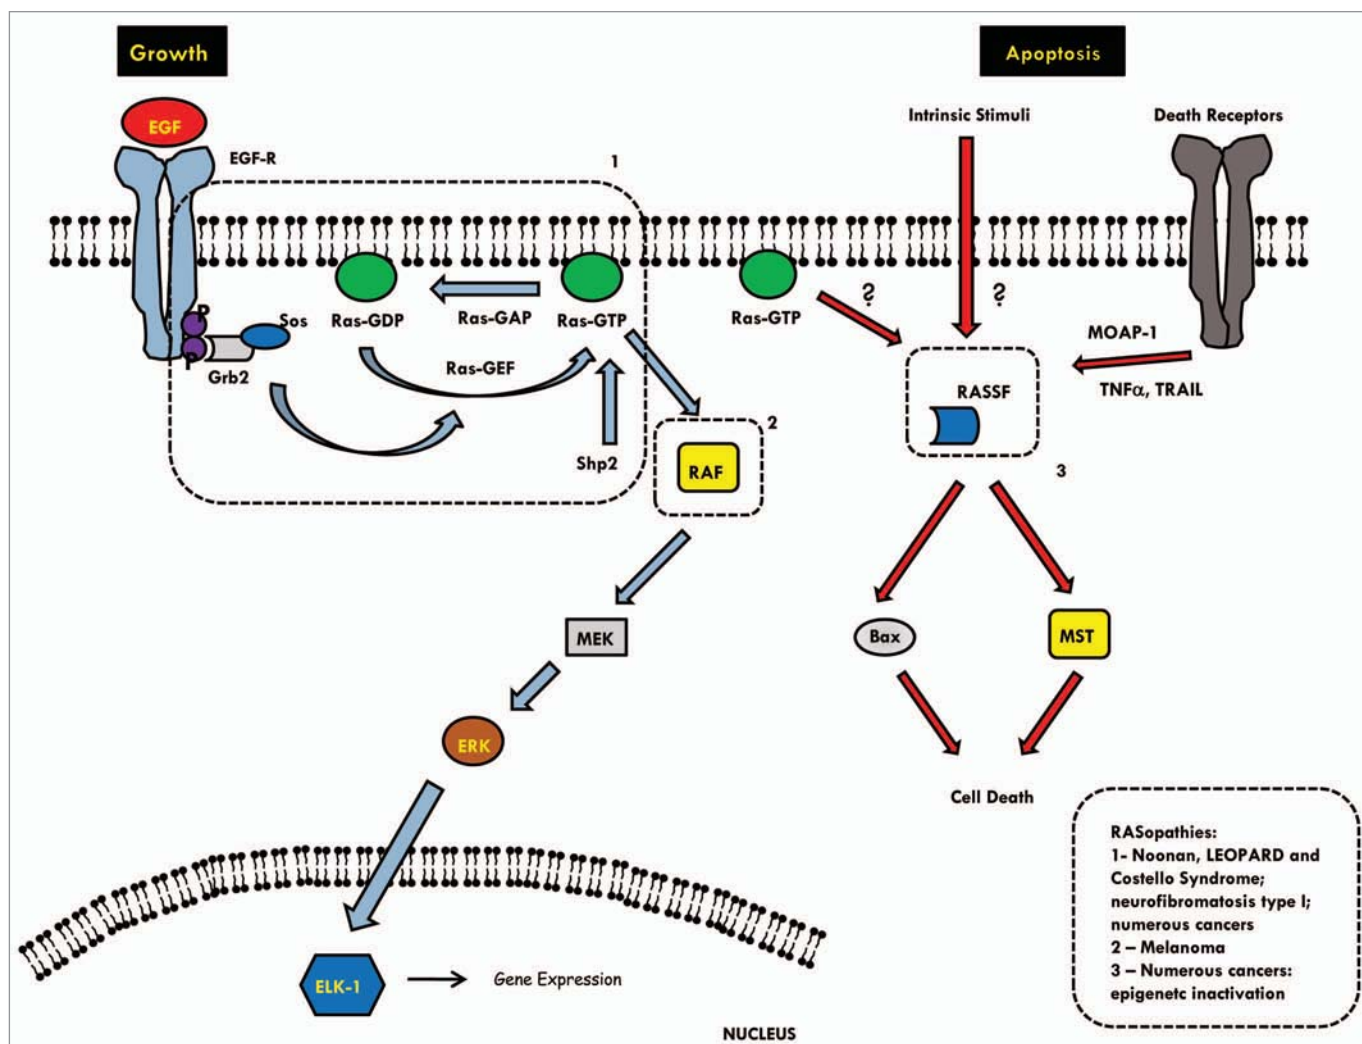 Growth
Apoptosis
EGF
EGF-R
1
Intrinsic Stimuli
Death Receptors
P
P
Grb2
Sos
Ras-GDP
Ras-GAP
Ras-GTP
Ras-GEF
Shp2
Ras-GTP
?
?
MOAP-1
TNFα, TRAIL
RASSF
2
RAF
3
MEK
Bax
MST
ERK
Cell Death
ELK-1
Gene Expression
NUCLEUS
RASopathies:
1- Noonan, LEOPARD and
Costello Syndrome;
neurofibromatosis type I;
numerous cancers
2 – Melanoma
3 – Numerous cancers:
epigenetc inactivation